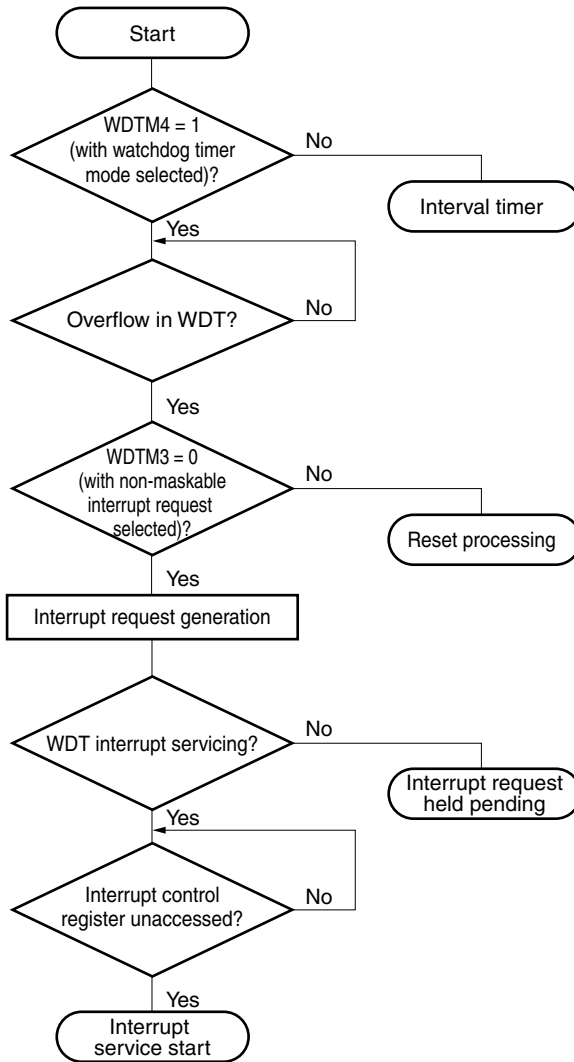 Start
WDTM4 = 1
(with watchdog timer
mode selected)?
No
Interval timer
Yes
Overflow in WDT?
No
Yes
WDTM3 = 0
(with non-maskable
interrupt request
selected)?
No
Reset processing
Yes
Interrupt request generation
WDT interrupt servicing?
No
Interrupt request
held pending
Yes
Interrupt control
register unaccessed?
No
Yes
Interrupt
service start